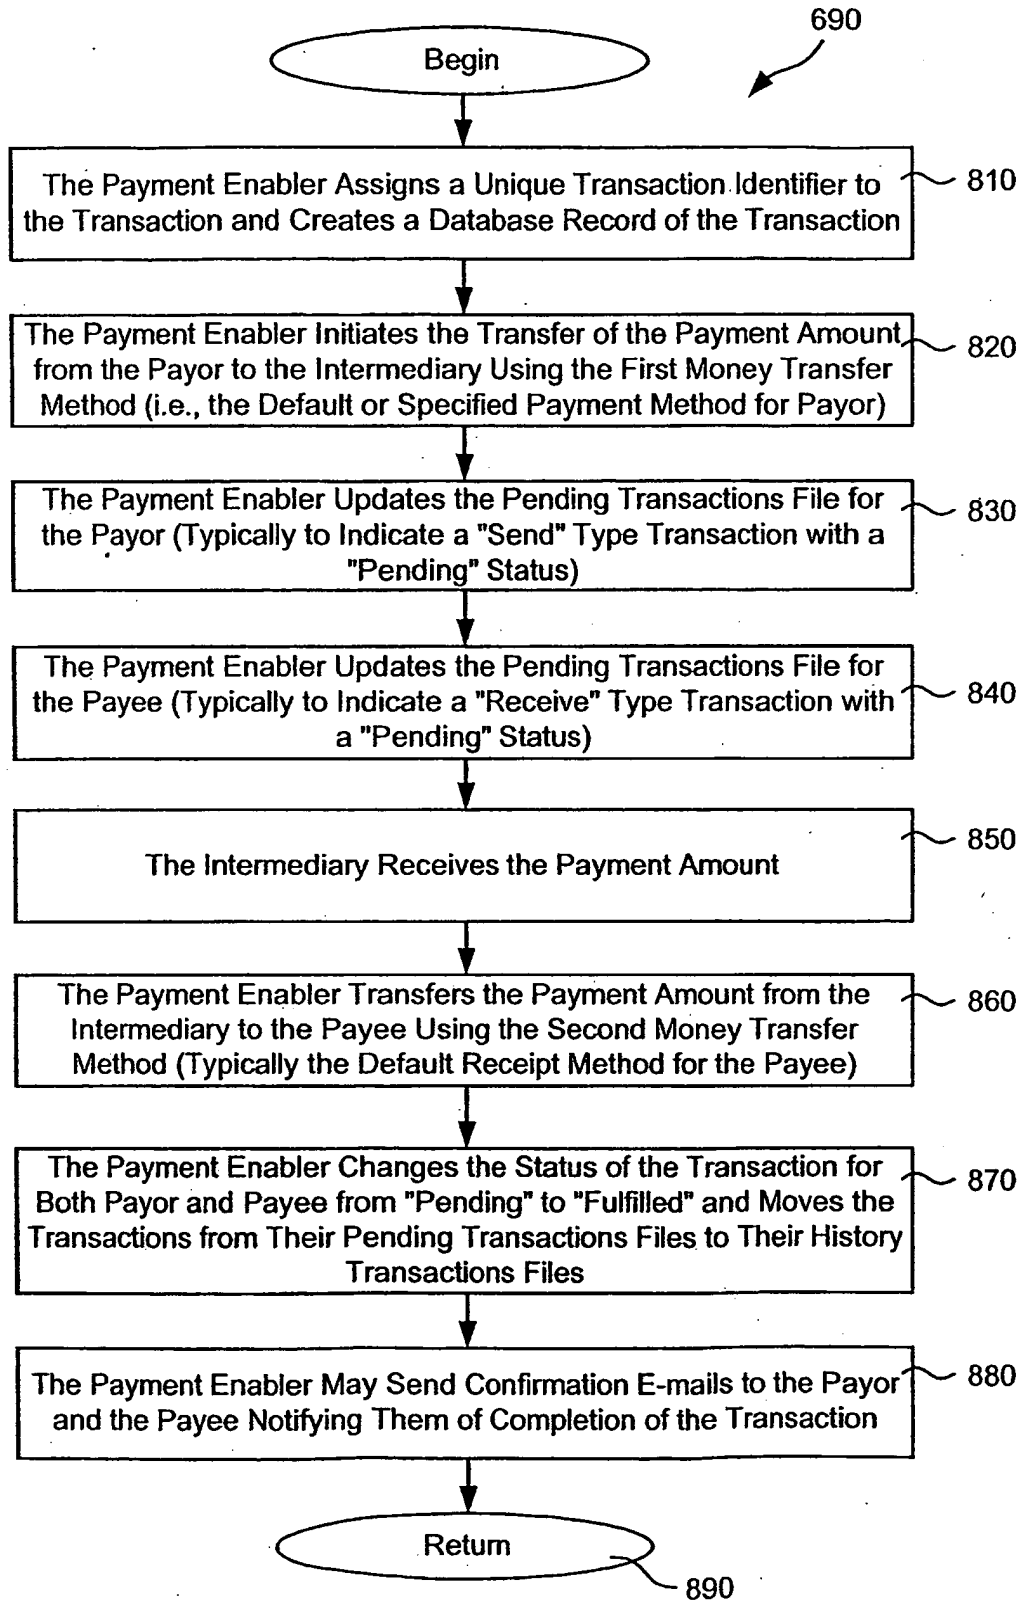 690
Begin
The Payment Enabler Assigns a Unique Transaction Identifier to
the Transaction and Creates a Database Record of the Transaction
810
The Payment Enabler Initiates the Transfer of the Payment Amount
from the Payor to the Intermediary Using the First Money Transfer
Method (i.e., the Default or Specified Payment Method for Payor)
820
The Payment Enabler Updates the Pending Transactions File for
the Payor (Typically to Indicate a "Send" Type Transaction with a
"Pending" Status)
830
The Payment Enabler Updates the Pending Transactions File for
the Payee (Typically to Indicate a "Receive" Type Transaction with
a "Pending" Status)
840
The Intermediary Receives the Payment Amount
850
The Payment Enabler Transfers the Payment Amount from the
Intermediary to the Payee Using the Second Money Transfer
Method (Typically the Default Receipt Method for the Payee)
860
The Payment Enabler Changes the Status of the Transaction for
Both Payor and Payee from "Pending" to "Fulfilled" and Moves the
Transactions from Their Pending Transactions Files to Their History
Transactions Files
870
The Payment Enabler May Send Confirmation E-mails to the Payor
and the Payee Notifying Them of Completion of the Transaction
880
Return
890